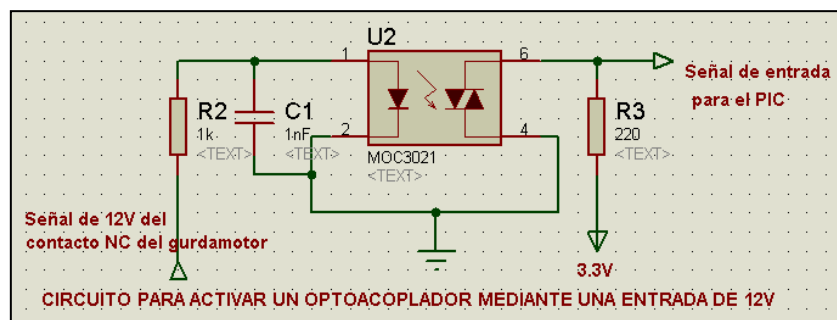 U2
1
6
R2
1k
<TEXT>
C1
1nF
<TEXT>
2
4
MOC3021
<TEXT>
Señal de entrada
para el PIC
R3
220
<TEXT>
Señal de 12V del
contacto NC del gurdamotor
3.3V
CIRCUITO PARA ACTIVAR UN OPTOACOPLADOR MEDIANTE UNA ENTRADA DE 12V